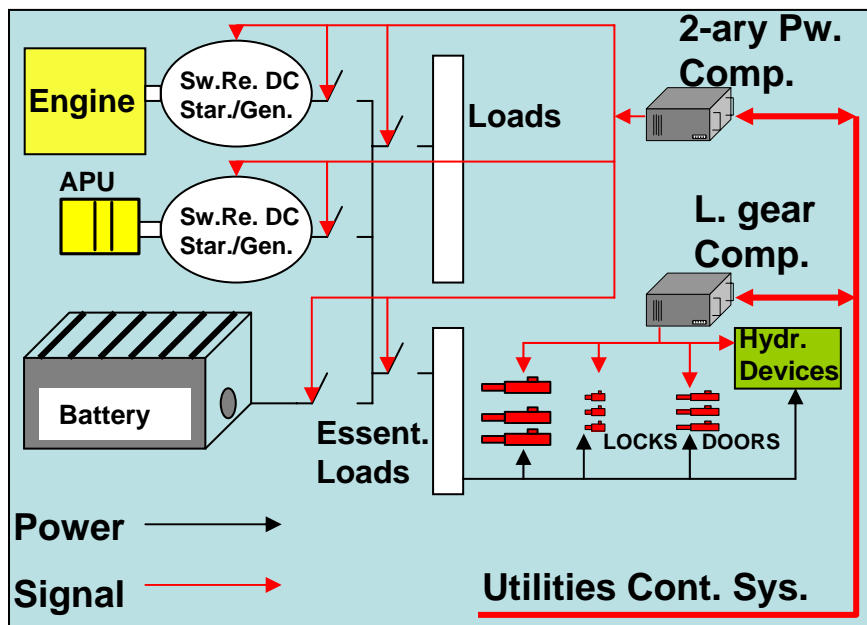 2-ary Pw.
Comp.
Engine
Sw.Re. DC
Star./Gen.
Loads
APU
Sw.Re. DC
Star./Gen.
L. gear
Comp.
Hydr.
Devices
Battery
Essent.
Loads
LOCKS
DOORS
Power
Signal
Utilities Cont. Sys.